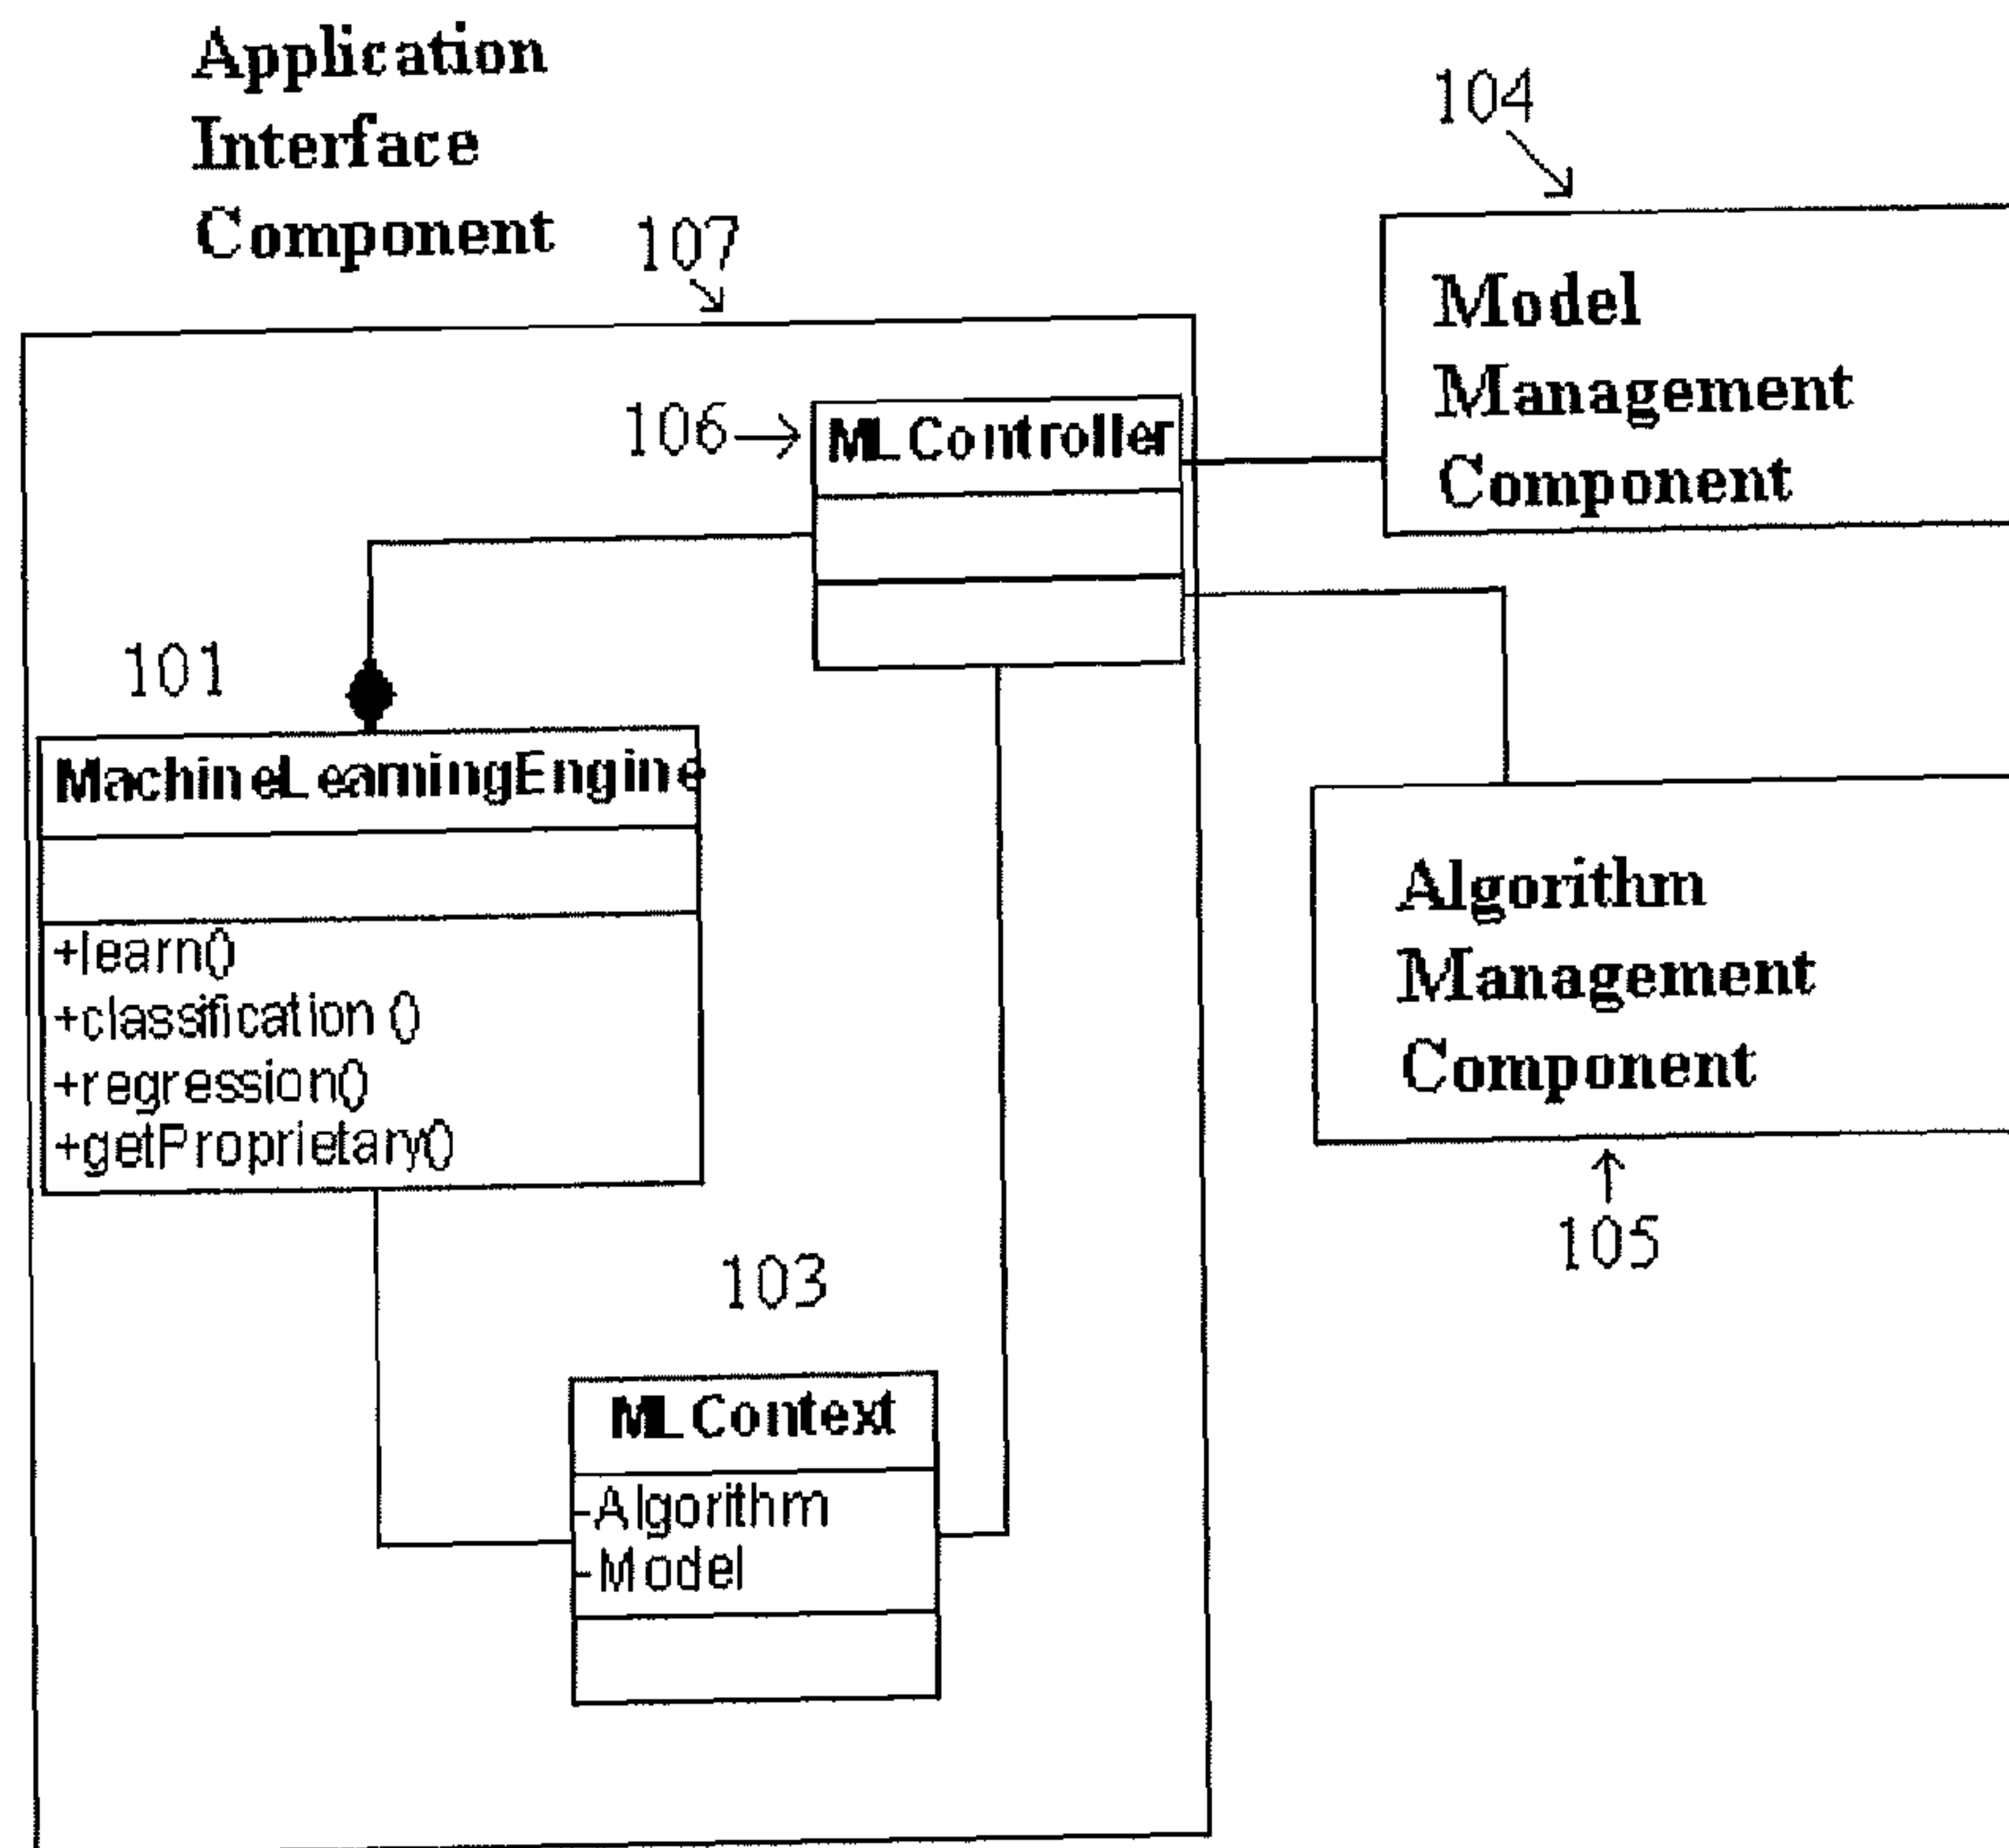 Application
Interface
Component
107
104
Model
Management
Component
106
MLController
101
MachineLearningEngine
+learn()
+classification ()
+regression()
+getProprietary()
Algorithm
Management
Component
105
103
MLContext
-Algorithm
-Model